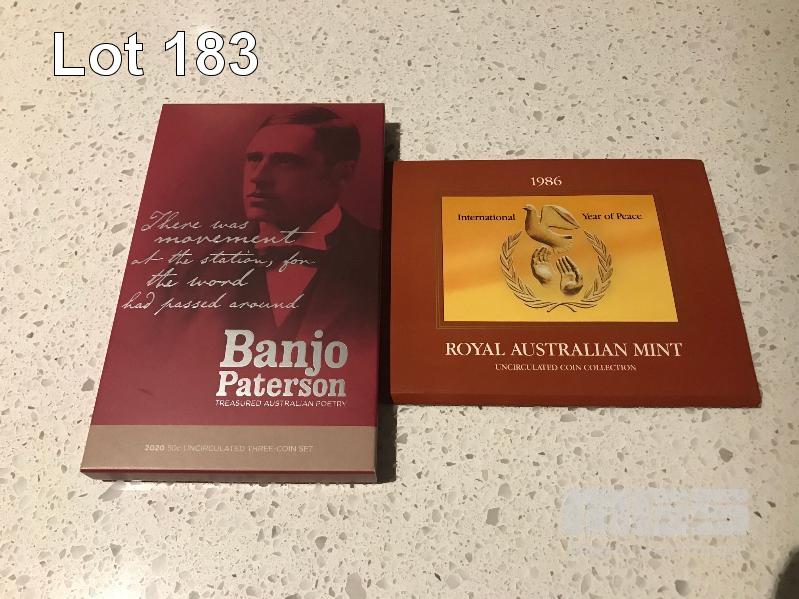 Lot 183
There was
movement
at the station, for
the word
had passed around
Banjo
Paterson
TREASURED AUSTRALIAN POETRY
2020 50c UNCIRCULATED THREE-COIN SET
1986
International Year of Peace
ROYAL AUSTRALIAN MINT
UNCIRCULATED COIN COLLECTION